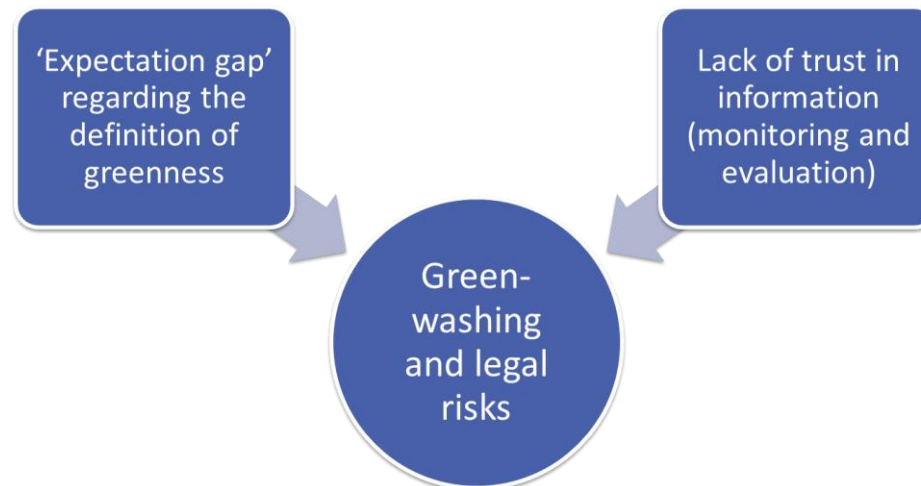 ‘Expectation gap’
regarding the
definition of
greenness
Lack of trust in
information
(monitoring and
evaluation)
Green-
washing
and legal
risks